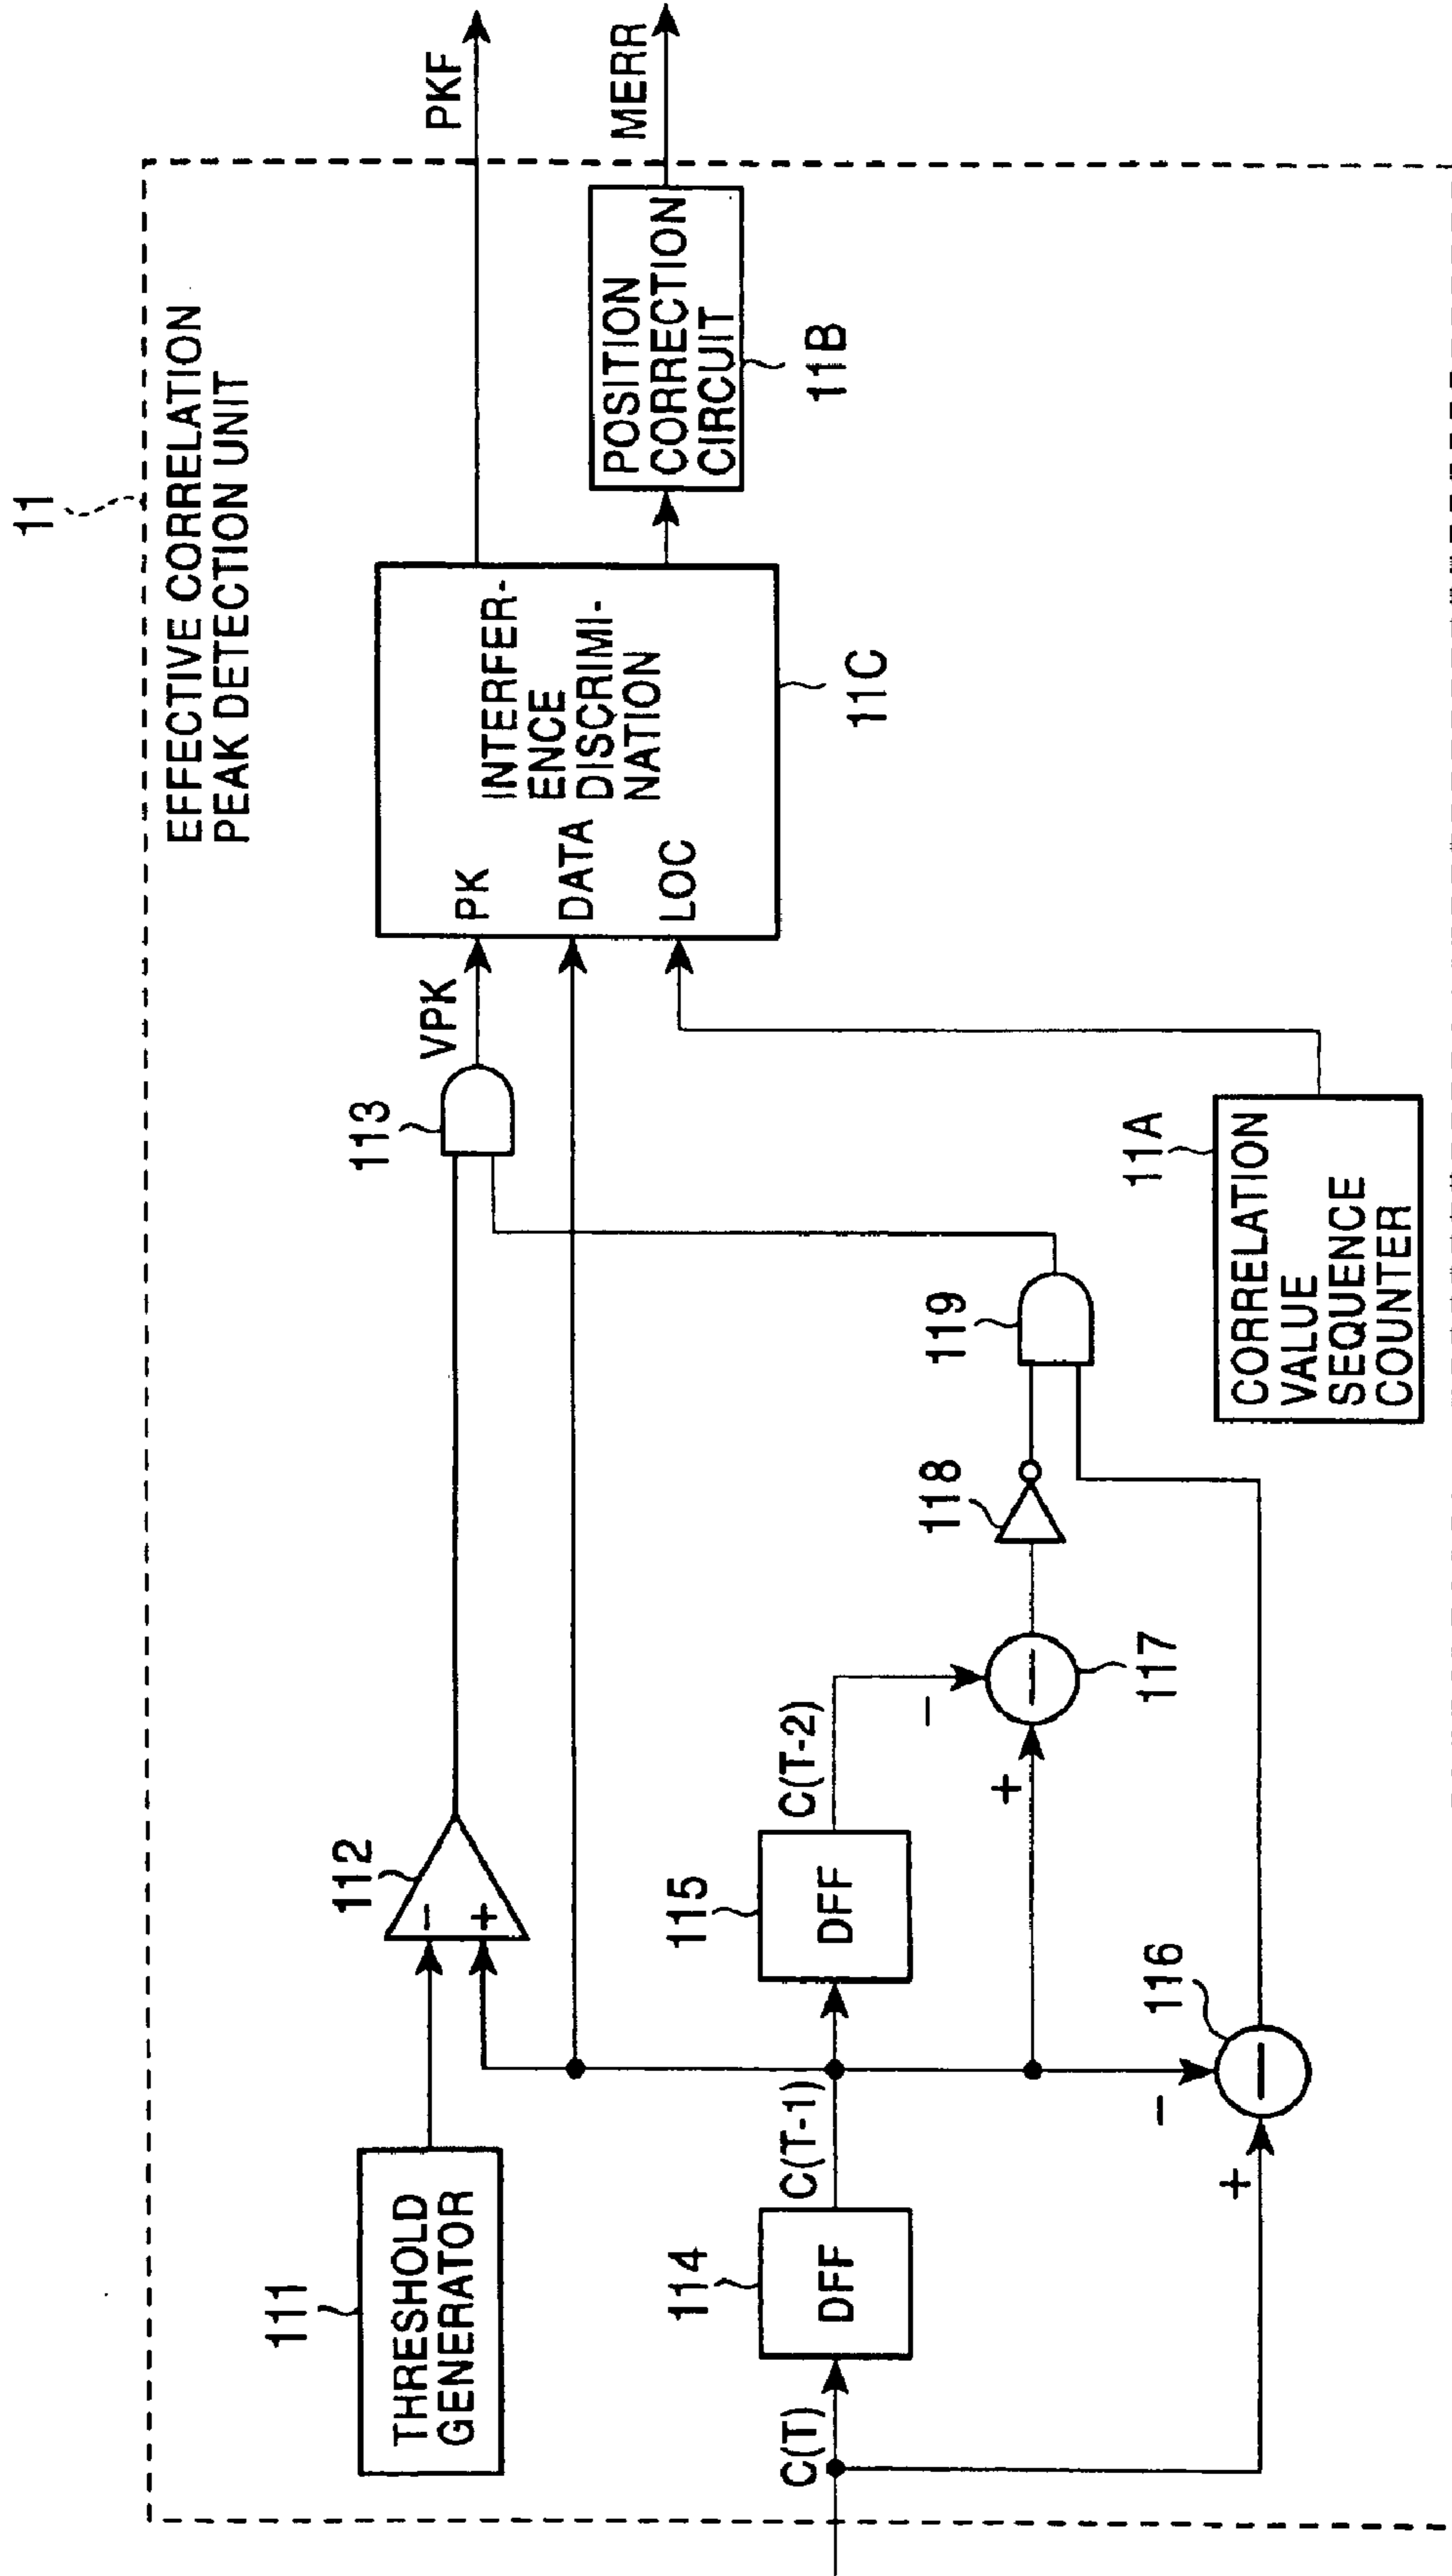 11
EFFECTIVE CORRELATION
PEAK DETECTION UNIT
111
THRESHOLD
GENERATOR
112
-
+
113
VPK
PK
DATA
LOC
INTERFER-
ENCE
DISCRIMI-
NATION
11C
PKF
MERR
POSITION
CORRECTION
CIRCUIT
11B
C(T)
114
DFF
C(T-1)
115
DFF
C(T-2)
-
+
117
118
119
+
-
116
11A
CORRELATION
VALUE
SEQUENCE
COUNTER